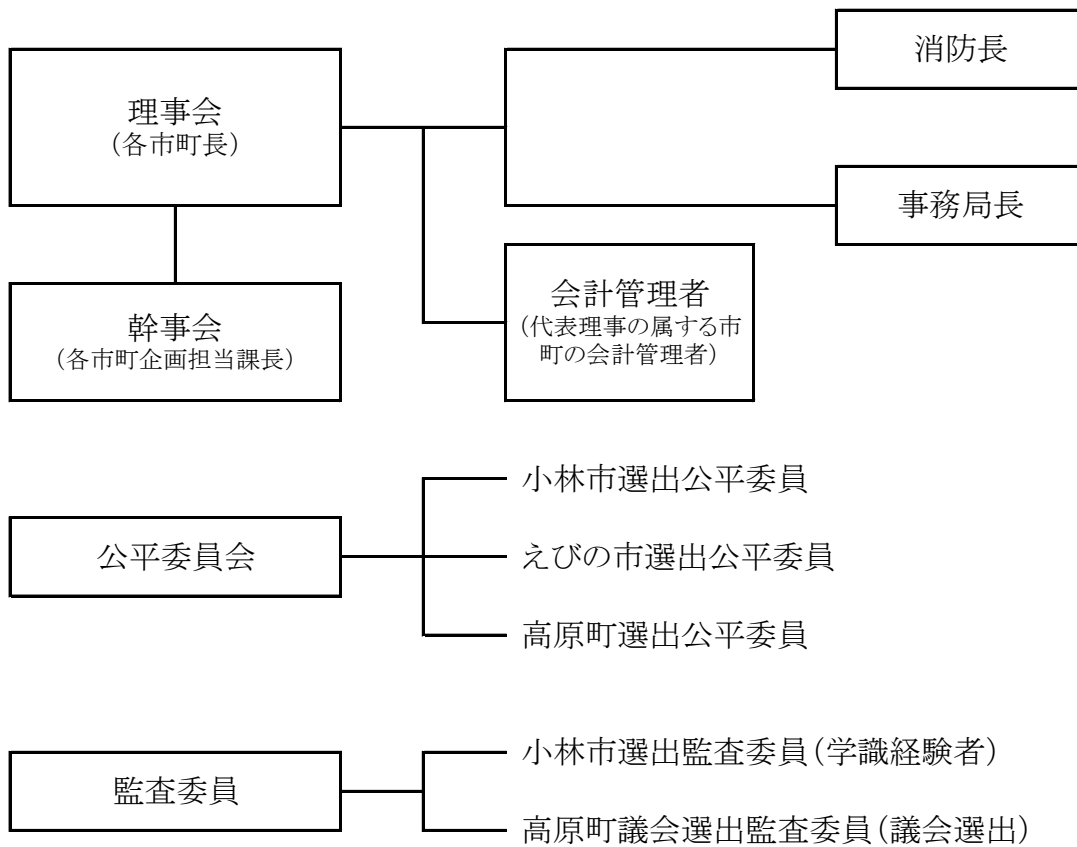 消防長
理事会
(各市町長)
事務局長
会計管理者
(代表理事の属する市
町の会計管理者)
幹事会
(各市町企画担当課長)
小林市選出公平委員
公平委員会
えびの市選出公平委員
高原町選出公平委員
小林市選出監査委員(学識経験者)
監査委員
高原町議会選出監査委員(議会選出)